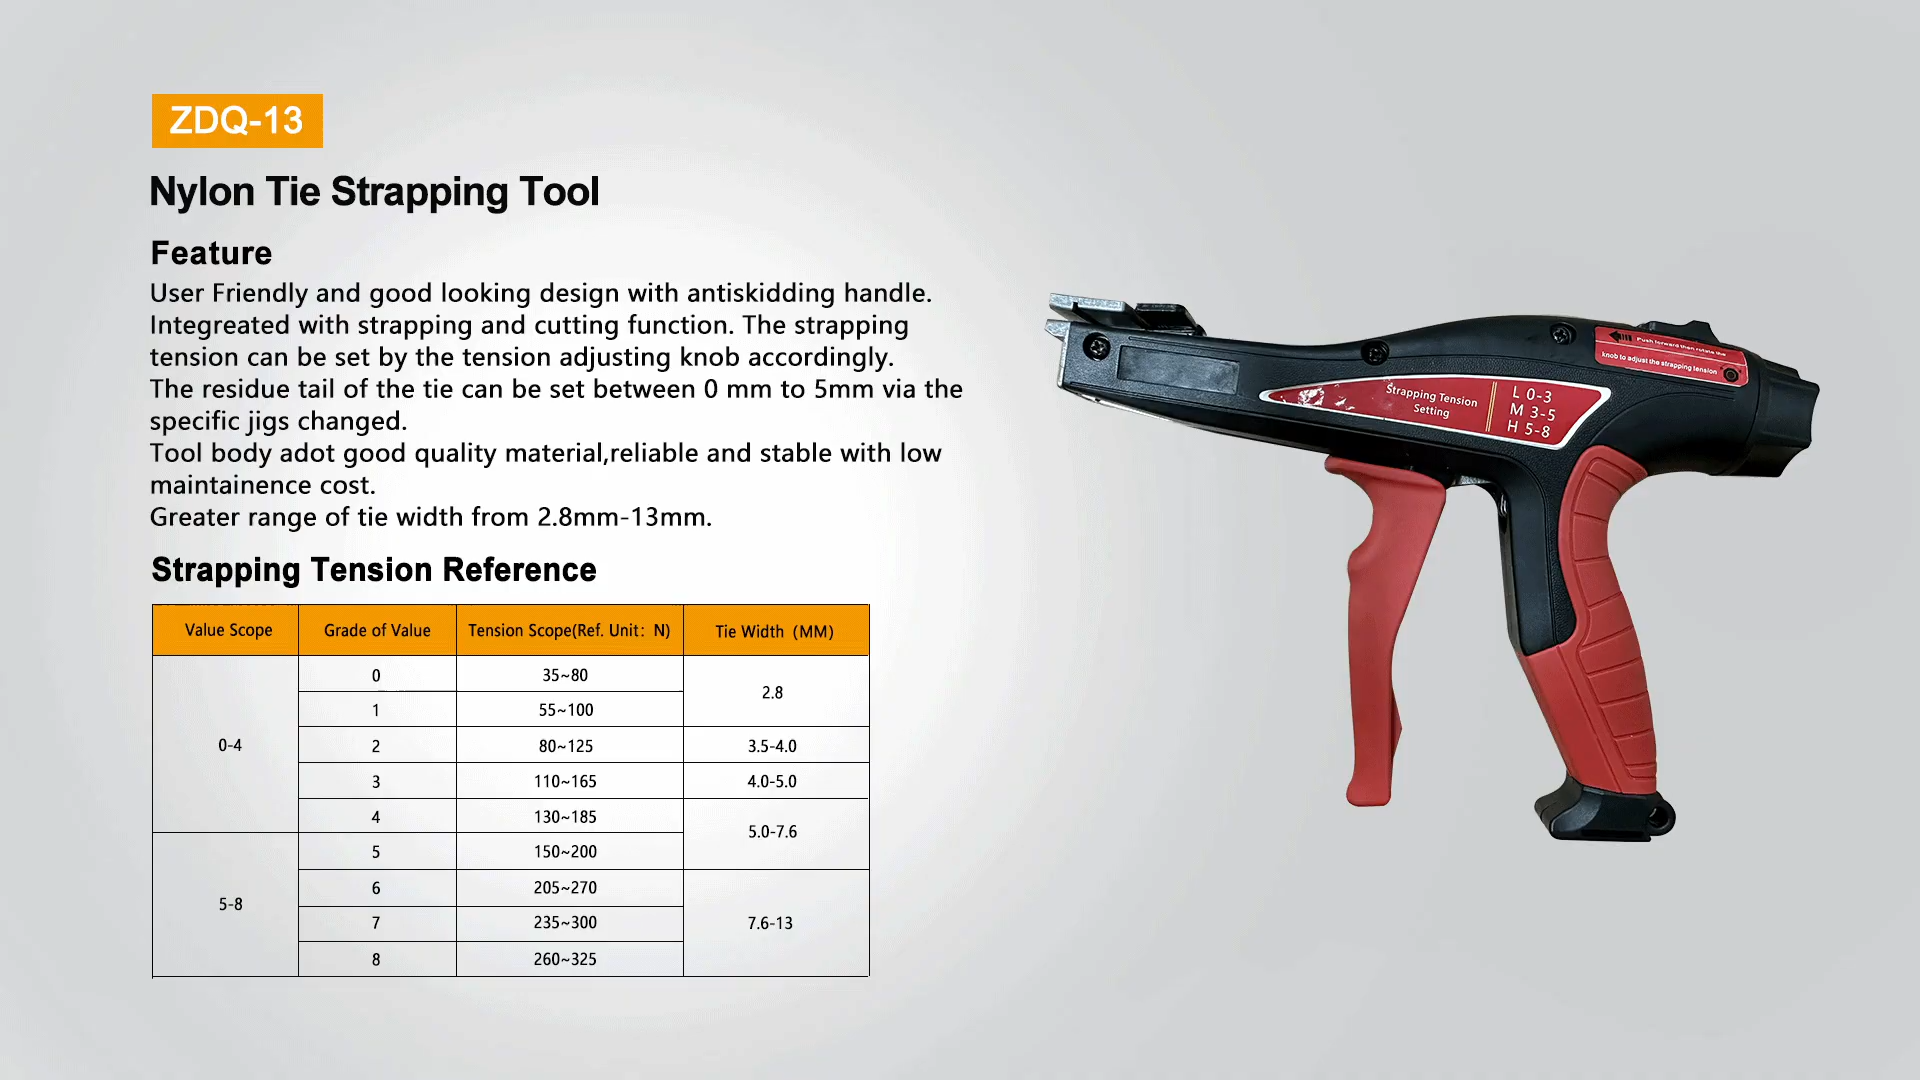 ZDQ-13
Nylon Tie Strapping Tool
Feature
User Friendly and good looking design with antiskidding handle.
Integreated with strapping and cutting function. The strapping
tension can be set by the tension adjusting knob accordingly.
The residue tail of the tie can be set between 0 mm to 5mm via the
specific jigs changed.
Tool body adot good quality material,reliable and stable with low
maintainence cost.
Greater range of tie width from 2.8mm-13mm.
Strapping Tension Reference
Value Scope Grade of Value Tension Scope(Ref. Unit: N) Tie Width (MM)
0-4
0 35~80
2.8
1 55~100
2 80~125 3.5-4.0
3 110~165 4.0-5.0
4 130~185
5.0-7.6
5-8
5 150~200
6 205~270
7 235~300 7.6-13
8 260~325
Push forward then rotate the
knob to adjust the strapping tension
Strapping Tension
Setting
L 0-3
M 3-5
H 5-8